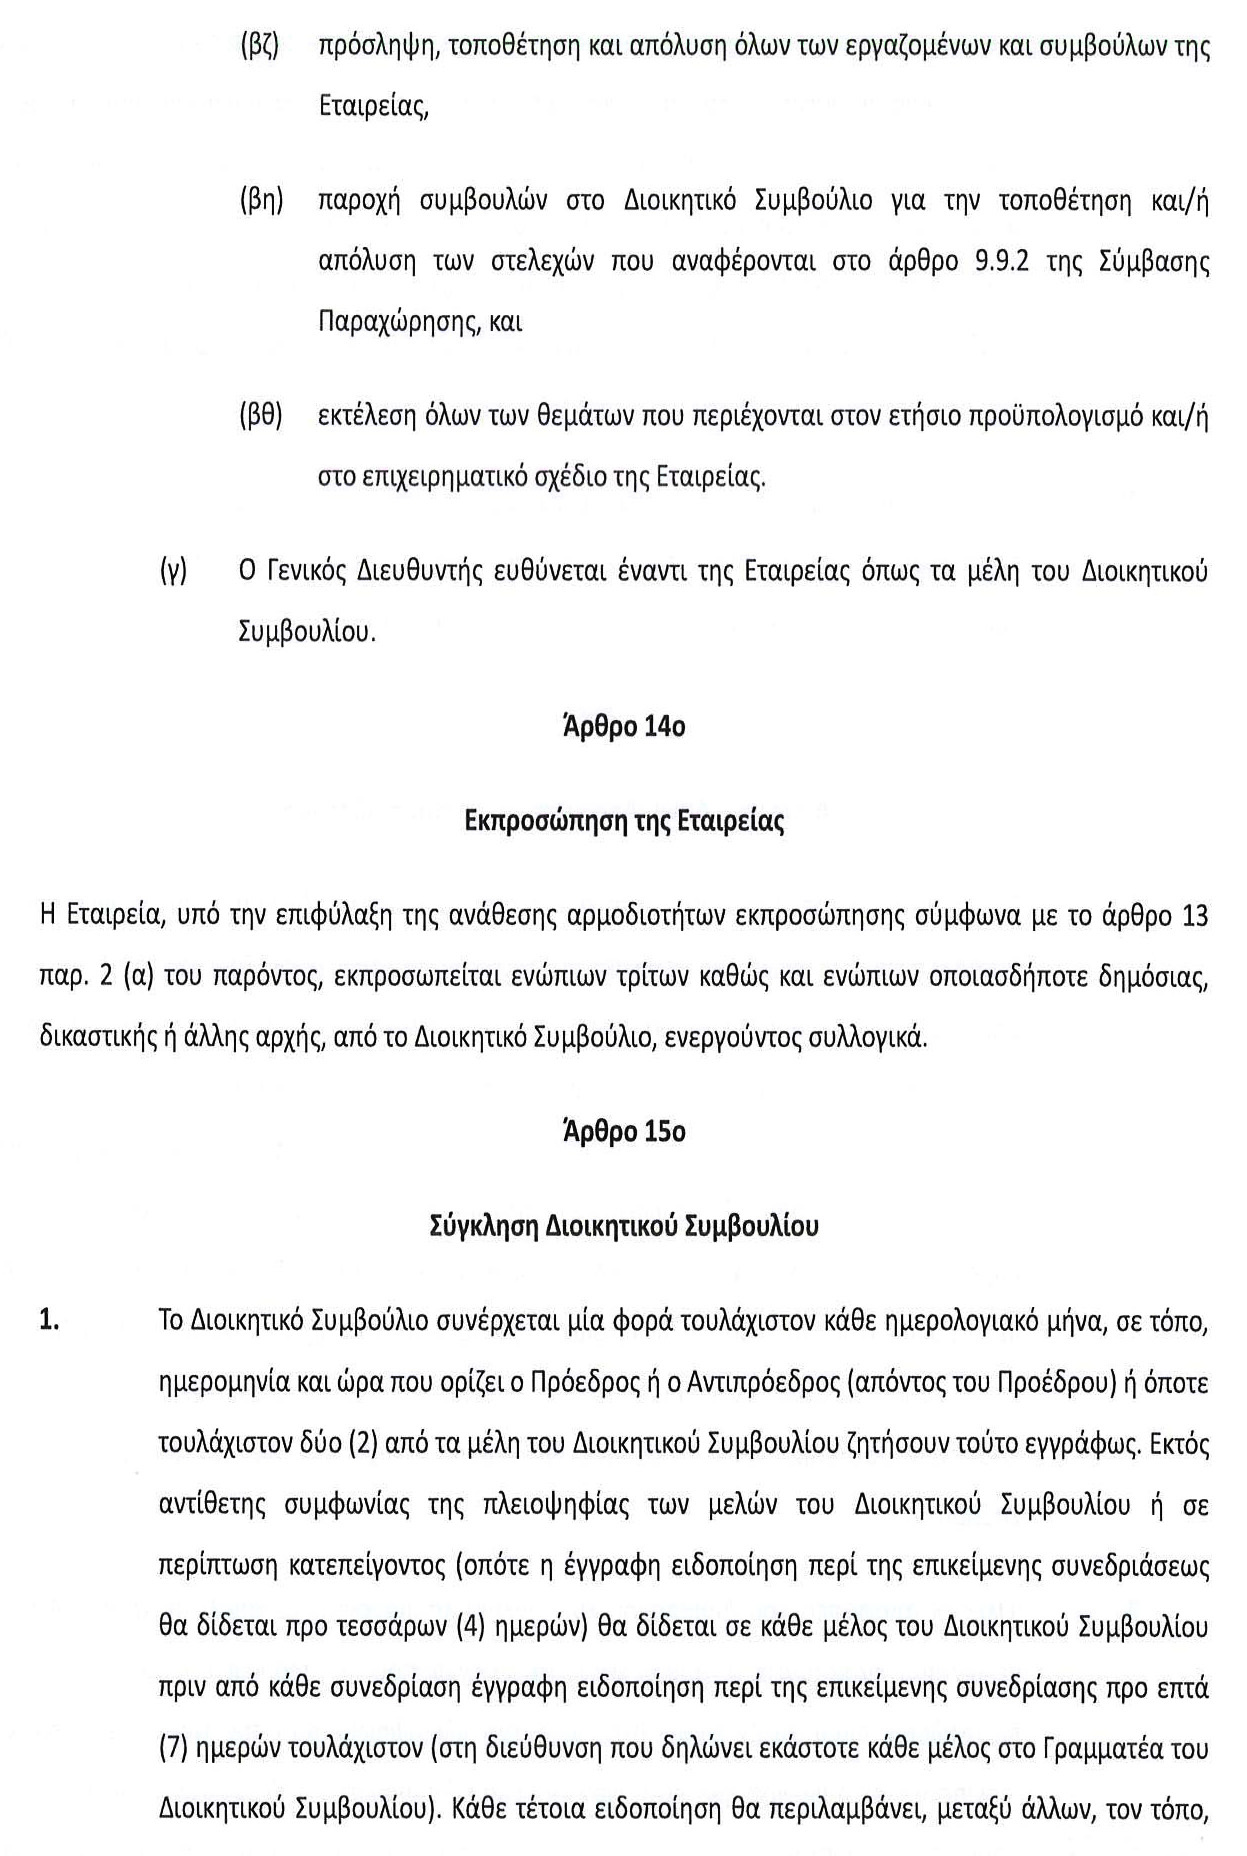 (βζ) πρόσληψη, τοποθέτηση και απόλυση όλων των εργαζομένων και συμβούλων της
Εταιρείας,
(βη) παροχή συμβουλών στο Διοικητικό Συμβούλιο για την τοποθέτηση και/ή
απόλυση των στελεχών που αναφέρονται στο άρθρο 9.9.2 της Σύμβασης
Παραχώρησης, και
(βθ) εκτέλεση όλων των θεμάτων που περιέχονται στον ετήσιο προϋπολογισμό και/ή
στο επιχειρηματικό σχέδιο της Εταιρείας.
(γ) Ο Γενικός Διευθυντής ευθύνεται έναντι της Εταιρείας όπως τα μέλη του Διοικητικού
Συμβουλίου.
Άρθρο 14ο
Εκπροσώπηση της Εταιρείας
Η Εταιρεία, υπό την επιφύλαξη της ανάθεσης αρμοδιοτήτων εκπροσώπησης σύμφωνα με το άρθρο 13
παρ. 2 (α) του παρόντος, εκπροσωπείται ενώπιων τρίτων καθώς και ενώπιων οποιασδήποτε δημόσιας,
δικαστικής ή άλλης αρχής, από το Διοικητικό Συμβούλιο, ενεργούντος συλλογικά.
Άρθρο 15ο
Σύγκληση Διοικητικού Συμβουλίου
1. Το Διοικητικό Συμβούλιο συνέρχεται μία φορά τουλάχιστον κάθε ημερολογιακό μήνα, σε τόπο,
ημερομηνία και ώρα που ορίζει ο Πρόεδρος ή ο Αντιπρόεδρος (απόντος του Προέδρου) ή όποτε
τουλάχιστον δύο (2) από τα μέλη του Διοικητικού Συμβουλίου ζητήσουν τούτο εγγράφως. Εκτός
αντίθετης συμφωνίας της πλειοψηφίας των μελών του Διοικητικού Συμβουλίου ή σε
περίπτωση κατεπείγοντος (οπότε η έγγραφη ειδοποίηση περί της επικείμενης συνεδριάσεως
θα δίδεται προ τεσσάρων (4) ημερών) θα δίδεται σε κάθε μέλος του Διοικητικού Συμβουλίου
πριν από κάθε συνεδρίαση έγγραφη ειδοποίηση περί της επικείμενης συνεδρίασης προ επτά
(7) ημερών τουλάχιστον (στη διεύθυνση που δηλώνει εκάστοτε κάθε μέλος στο Γραμματέα του
Διοικητικού Συμβουλίου). Κάθε τέτοια ειδοποίηση θα περιλαμβάνει, μεταξύ άλλων, τον τόπο,